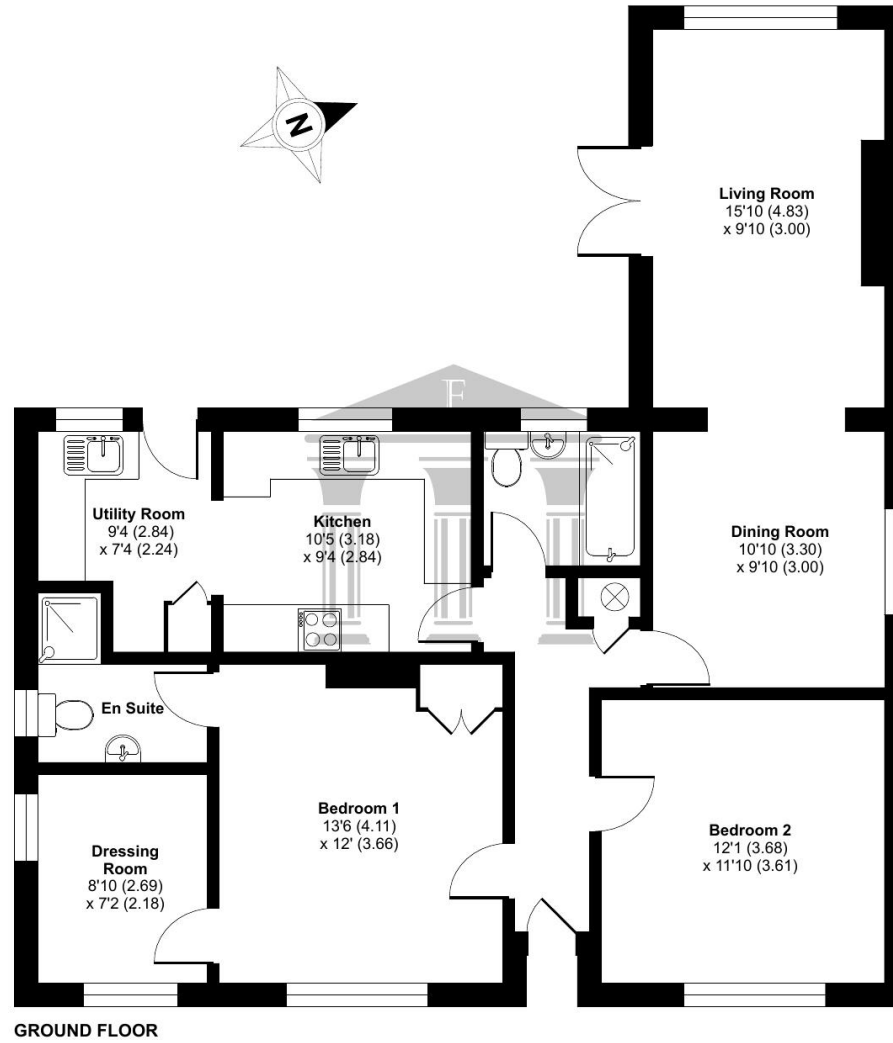 N
Living Room
15'10 (4.83)
x 9'10 (3.00)
F
Utility Room
9'4 (2.84)
x 7'4 (2.24)
Kitchen
10'5 (3.18)
x 9'4 (2.84)
Dining Room
10'10 (3.30)
x 9'10 (3.00)
En Suite
Bedroom 1
13'6 (4.11)
x 12' (3.66)
Bedroom 2
12'1 (3.68)
x 11'10 (3.61)
Dressing
Room
8'10 (2.69)
x 7'2 (2.18)
GROUND FLOOR